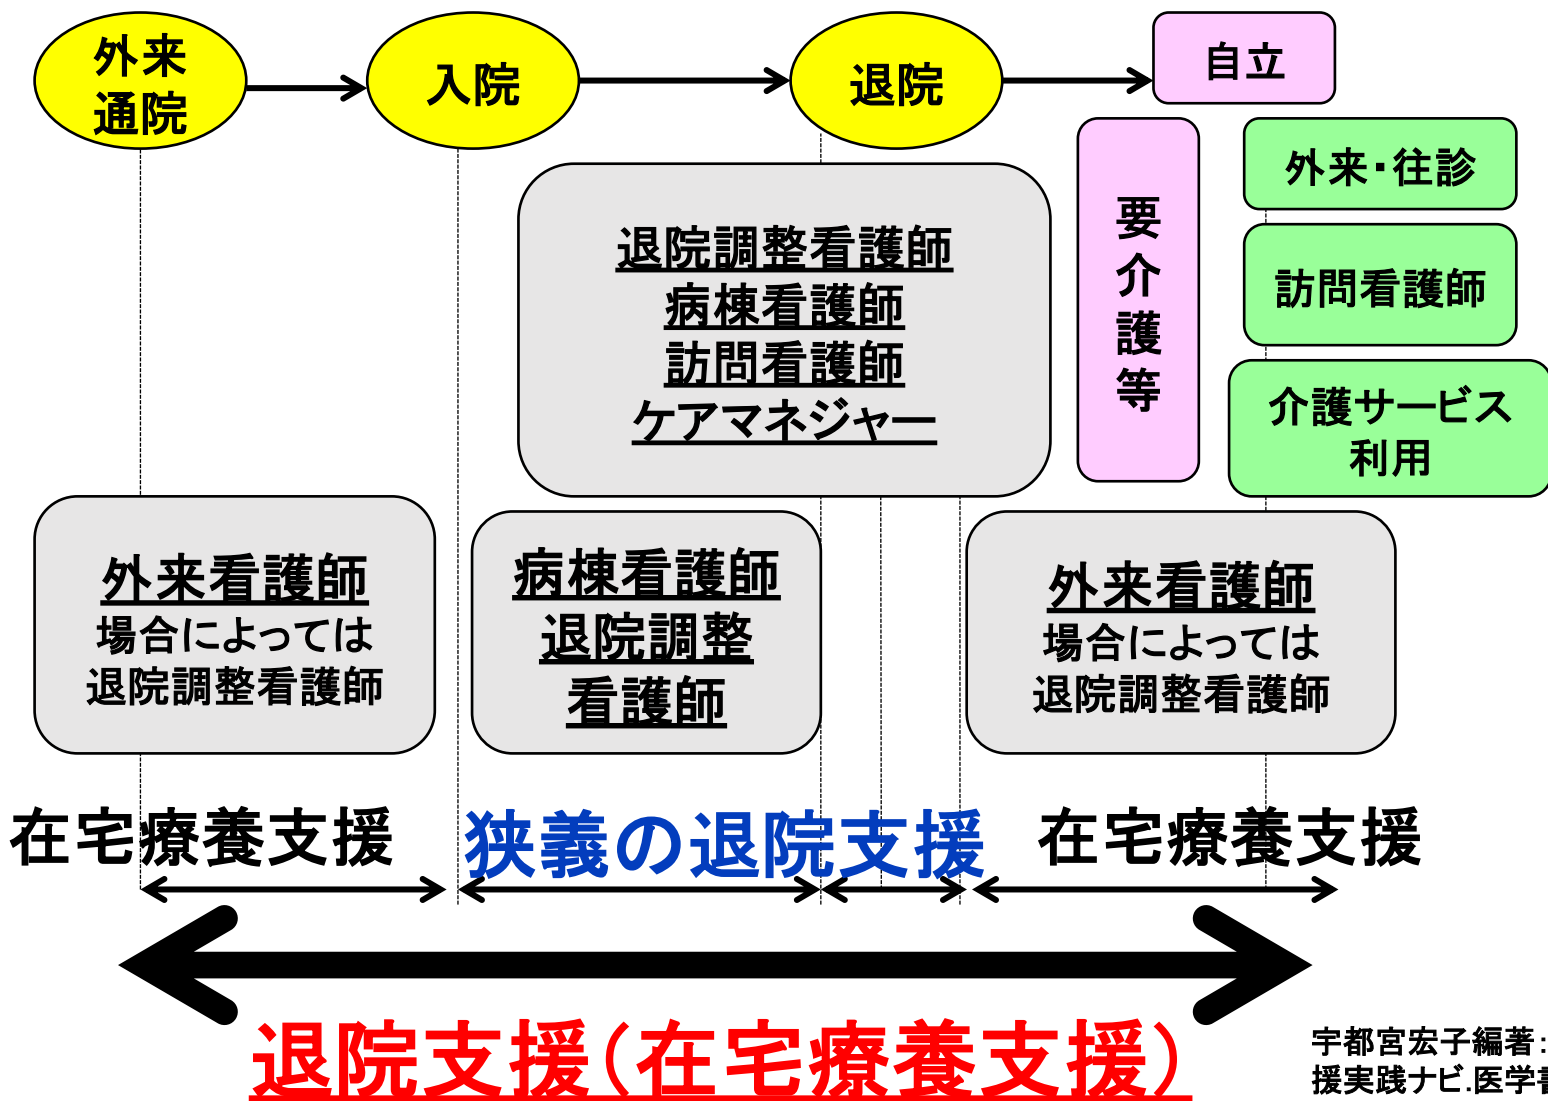 外来
通院
入院
退院
自立
要
介
護
等
外来・往診
訪問看護師
介護サービス
利用
退院調整看護師
病棟看護師
訪問看護師
ケアマネジャー
外来看護師
場合によっては
退院調整看護師
病棟看護師
退院調整
看護師
外来看護師
場合によっては
退院調整看護師
在宅療養支援
狭義の退院支援
在宅療養支援
退院支援（在宅療養支援）
宇都宮宏子編著：
援実践ナビ.医学